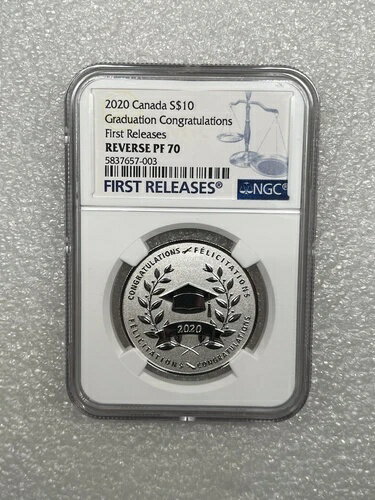 2020 Canada S$10
Graduation Congratulations
First Releases
REVERSE PF 70
5837657-003
FIRST RELEASES®
NGC®
CONGRATULATIONS FÉLICITATIONS
2020
FÉLICITATIONS CONGRATULATIONS